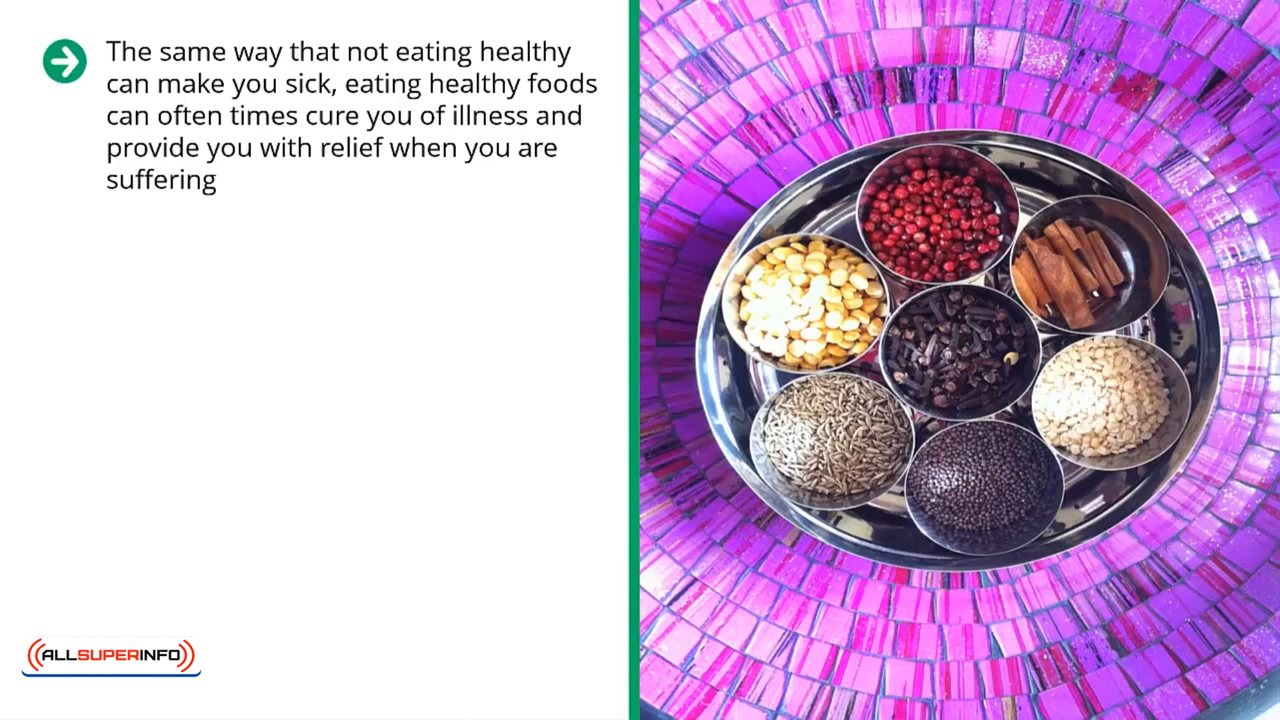 The same way that not eating healthy
can make you sick, eating healthy foods
can often times cure you of illness and
provide you with relief when you are
suffering
ALLSUPERINFO